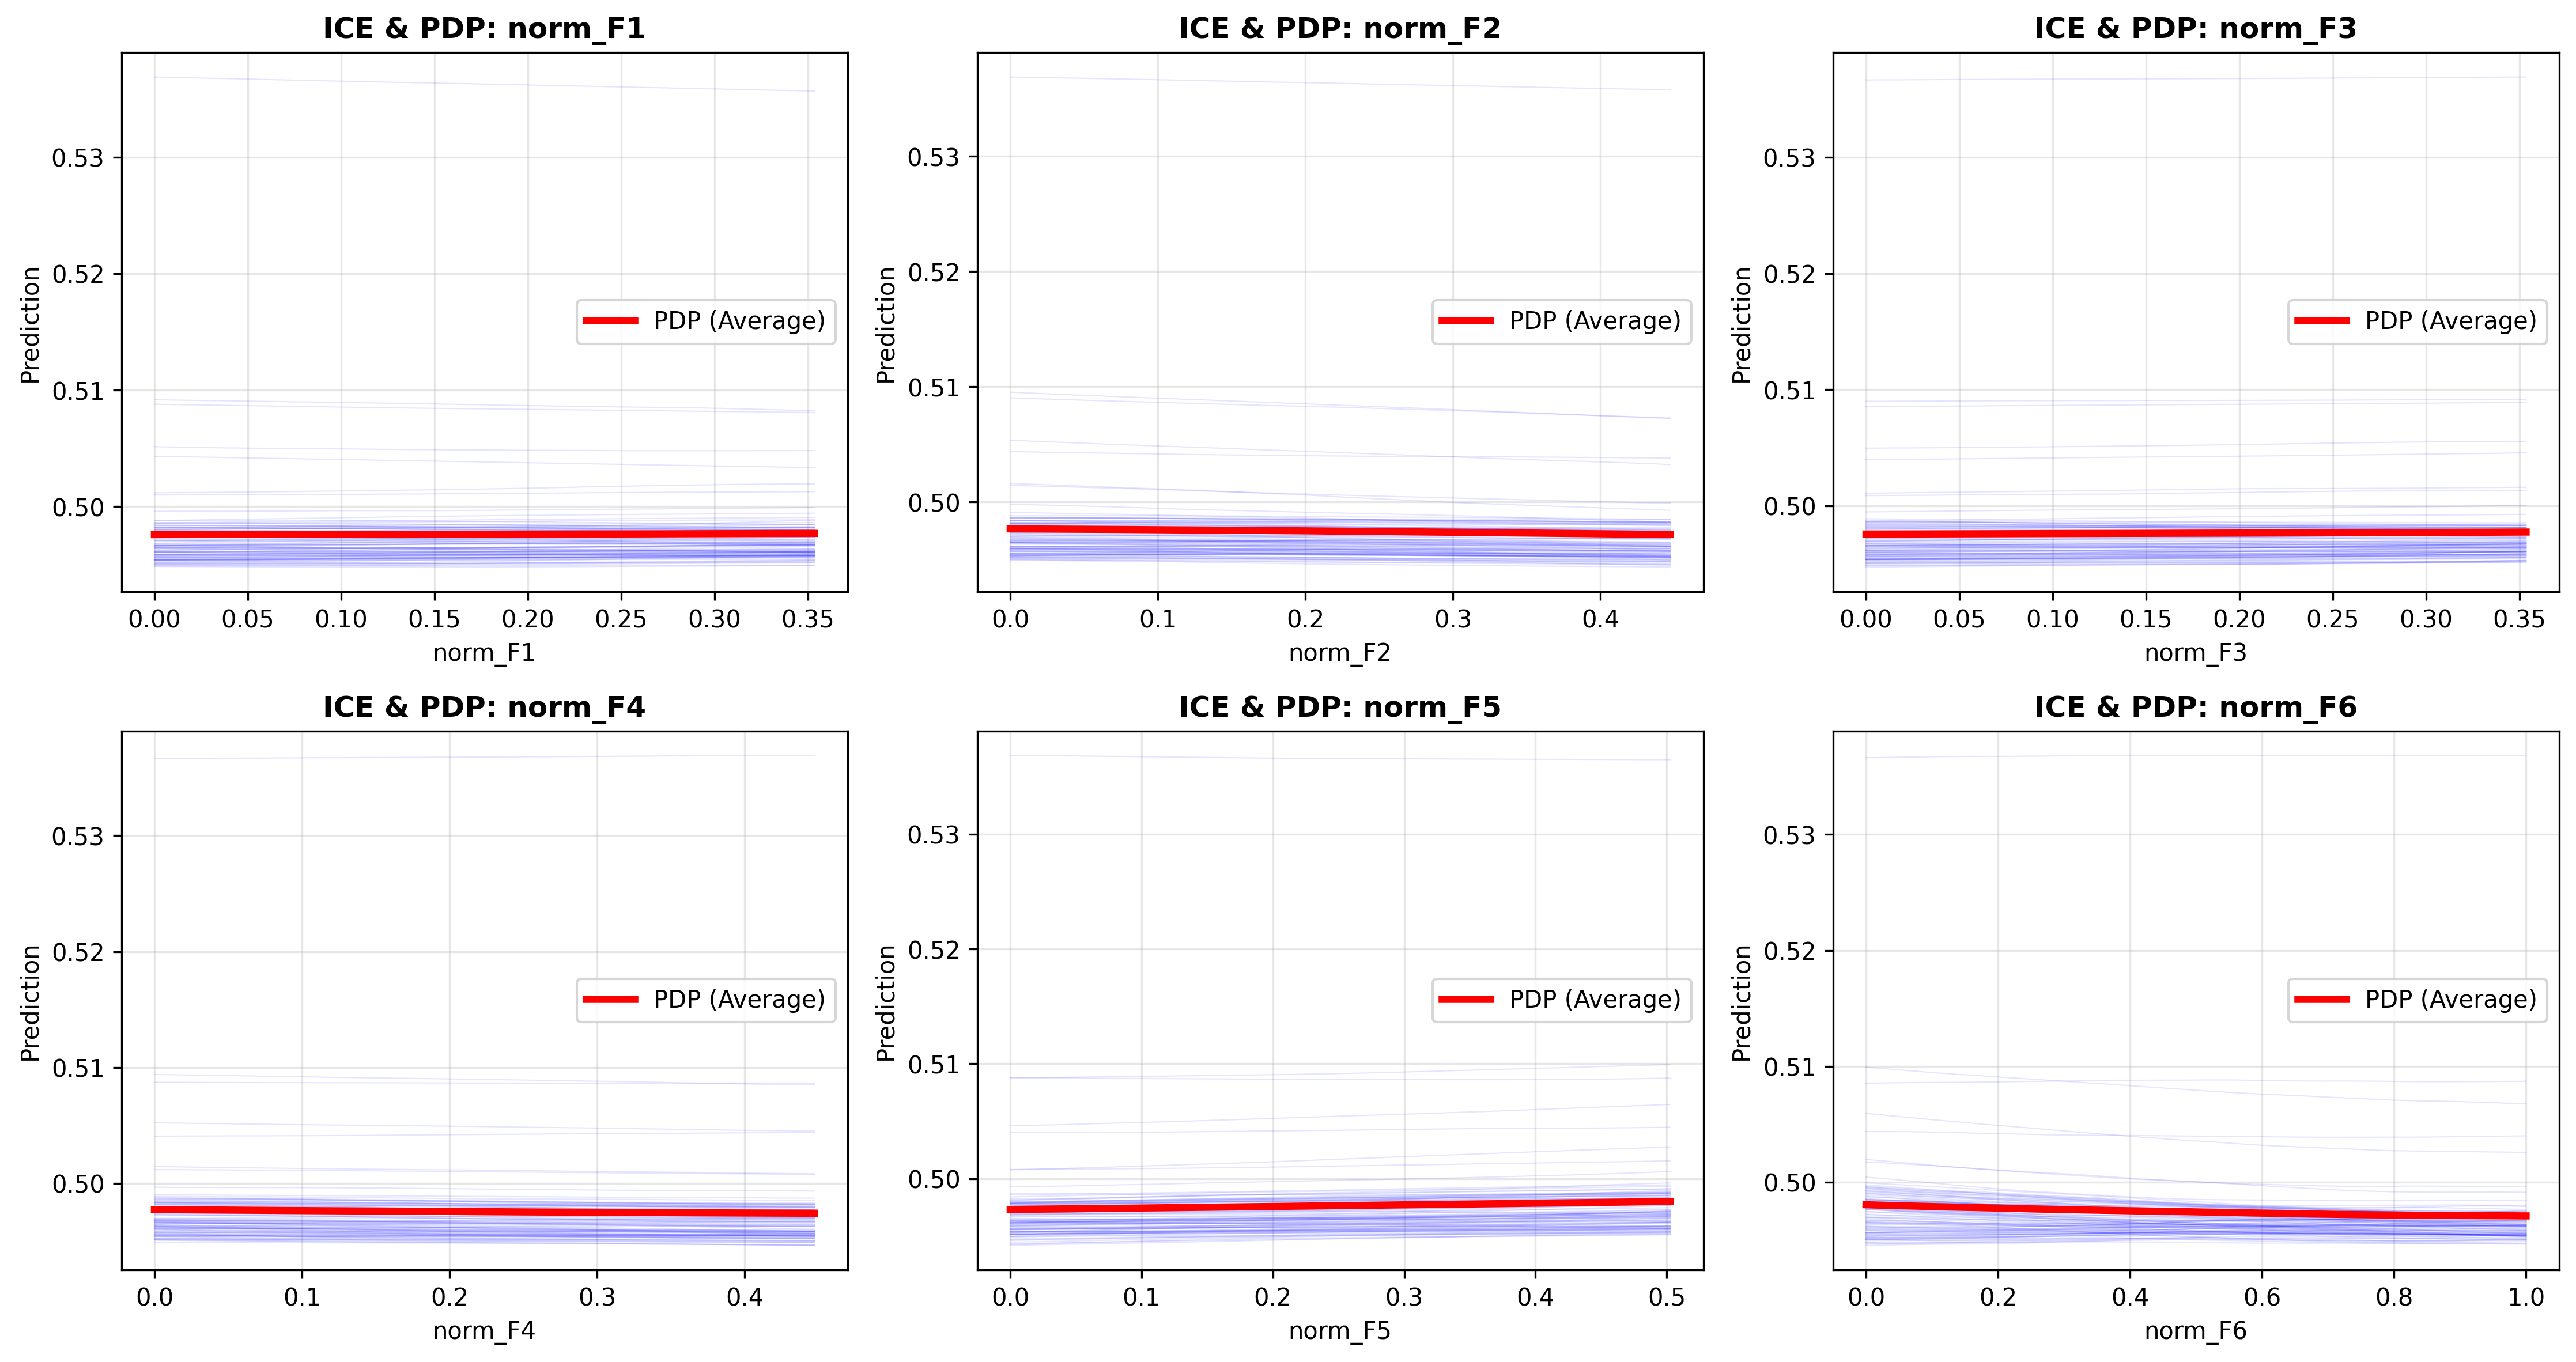 ICE & PDP: norm_F1
0.53
0.52
0.51
0.50
Prediction
PDP (Average)
0.00 0.05 0.10 0.15 0.20 0.25 0.30 0.35
norm_F1
ICE & PDP: norm_F2
0.53
0.52
0.51
0.50
Prediction
PDP (Average)
0.0 0.1 0.2 0.3 0.4
norm_F2
ICE & PDP: norm_F3
0.53
0.52
0.51
0.50
Prediction
PDP (Average)
0.00 0.05 0.10 0.15 0.20 0.25 0.30 0.35
norm_F3
ICE & PDP: norm_F4
0.53
0.52
0.51
0.50
Prediction
PDP (Average)
0.0 0.1 0.2 0.3 0.4
norm_F4
ICE & PDP: norm_F5
0.53
0.52
0.51
0.50
Prediction
PDP (Average)
0.0 0.1 0.2 0.3 0.4 0.5
norm_F5
ICE & PDP: norm_F6
0.53
0.52
0.51
0.50
Prediction
PDP (Average)
0.0 0.2 0.4 0.6 0.8 1.0
norm_F6